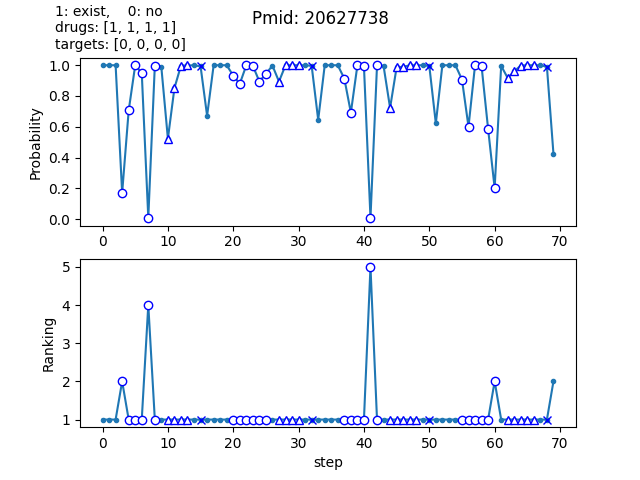 1: exist,    0: no
drugs: [1, 1, 1, 1]
targets: [0, 0, 0, 0]
Pmid: 20627738
1.0
0.8
0.6
0.4
0.2
0.0
Probability
0 10 20 30 40 50 60 70
5
4
3
2
1
Ranking
0 10 20 30 40 50 60 70
step